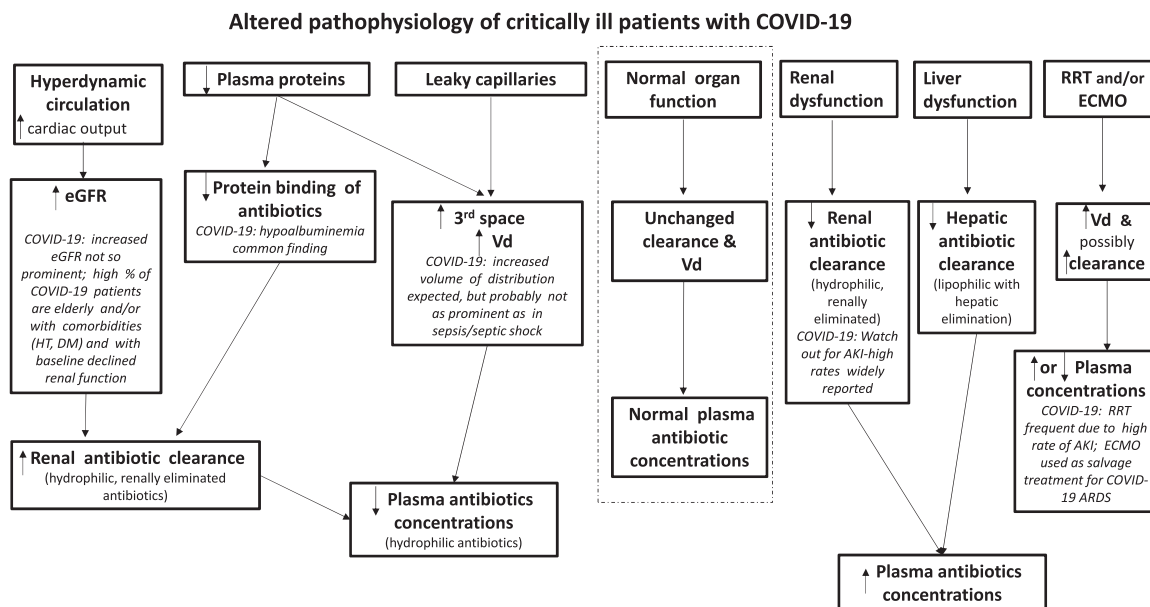 Altered pathophysiology of critically ill patients with COVID-19
Hyperdynamic
circulation
↑ cardiac output
↑ eGFR
COVID-19: increased
eGFR not so
prominent; high % of
COVID-19 patients
are elderly and/or
with comorbidities
(HT, DM) and with
baseline declined
renal function
↓ Plasma proteins
↓ Protein binding of
antibiotics
COVID-19: hypoalbuminemia
common finding
↑ Renal antibiotic clearance
(hydrophilic, renally eliminated
antibiotics)
Leaky capillaries
↑ 3rd space
↑ Vd
COVID-19: increased
volume of distribution
expected, but probably not
as prominent as in
sepsis/septic shock
↓ Plasma antibiotics
concentrations
(hydrophilic antibiotics)
Normal organ
function
Unchanged
clearance &
Vd
Normal plasma
antibiotic
concentrations
Renal
dysfunction
↓ Renal
antibiotic
clearance
(hydrophilic,
renally
eliminated)
COVID-19: Watch
out for AKI-high
rates widely
reported
Liver
dysfunction
↓ Hepatic
antibiotic
clearance
(lipophilic with
hepatic
elimination)
↑ Plasma antibiotics
concentrations
RRT and/or
ECMO
↑ Vd &
possibly
↑ clearance
↑ or ↓ Plasma
concentrations
COVID-19: RRT
frequent due to high
rate of AKI; ECMO
used as salvage
treatment for COVID-
19 ARDS